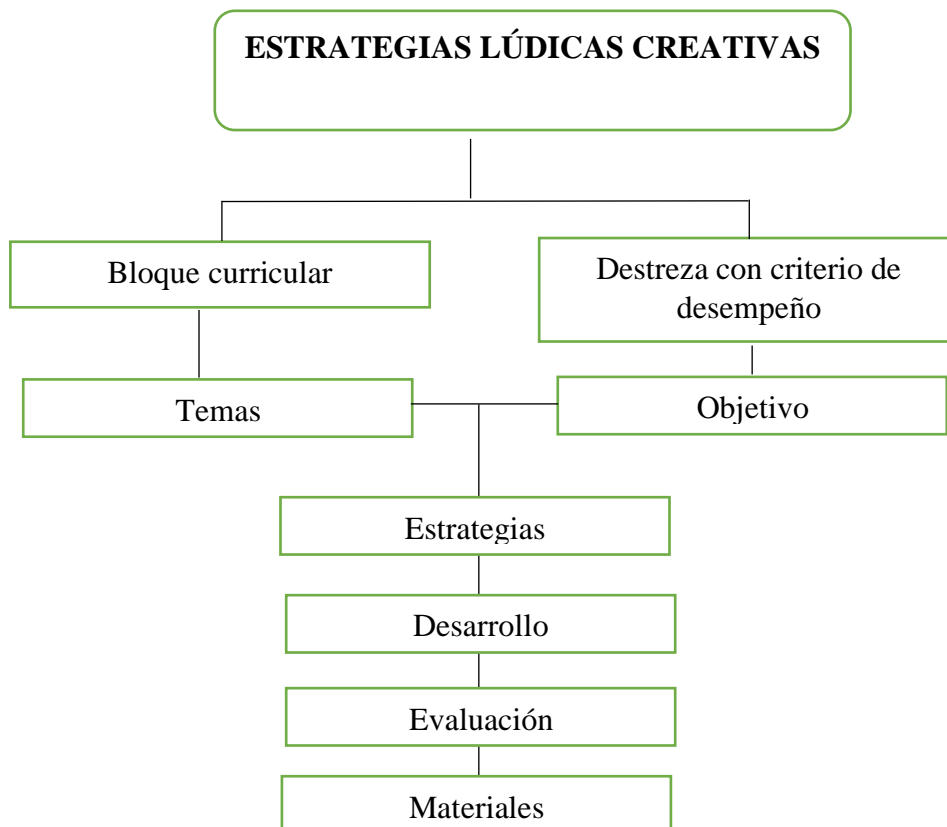 ESTRATEGIAS LÚDICAS CREATIVAS
Bloque curricular
Destreza con criterio de
desempeño
Temas
Objetivo
Estrategias
Desarrollo
Evaluación
Materiales